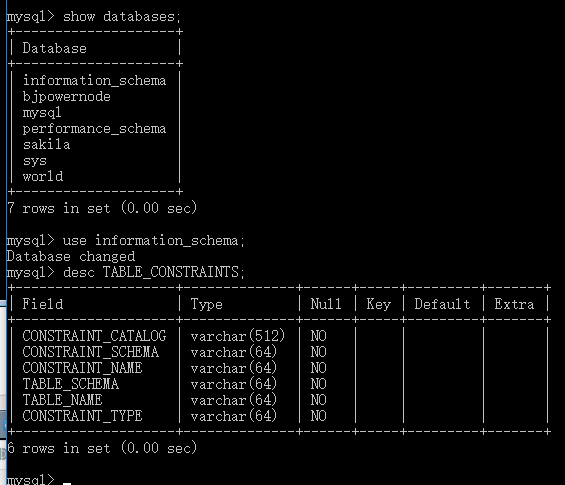 mysql> show databases;
+--------------------+
| Database           |
+--------------------+
| information_schema |
| bjpowernode        |
| mysql              |
| performance_schema |
| sakila             |
| sys                |
| world              |
+--------------------+
7 rows in set (0.00 sec)
mysql> use information_schema;
Database changed
mysql> desc TABLE_CONSTRAINTS;
+--------------------+--------------+------+-----+---------+-------+
| Field              | Type         | Null | Key | Default | Extra |
+--------------------+--------------+------+-----+---------+-------+
| CONSTRAINT_CATALOG | varchar(512) | NO   |     |         |       |
| CONSTRAINT_SCHEMA  | varchar(64)  | NO   |     |         |       |
| CONSTRAINT_NAME    | varchar(64)  | NO   |     |         |       |
| TABLE_SCHEMA       | varchar(64)  | NO   |     |         |       |
| TABLE_NAME         | varchar(64)  | NO   |     |         |       |
| CONSTRAINT_TYPE    | varchar(64)  | NO   |     |         |       |
+--------------------+--------------+------+-----+---------+-------+
6 rows in set (0.00 sec)
mysql> _